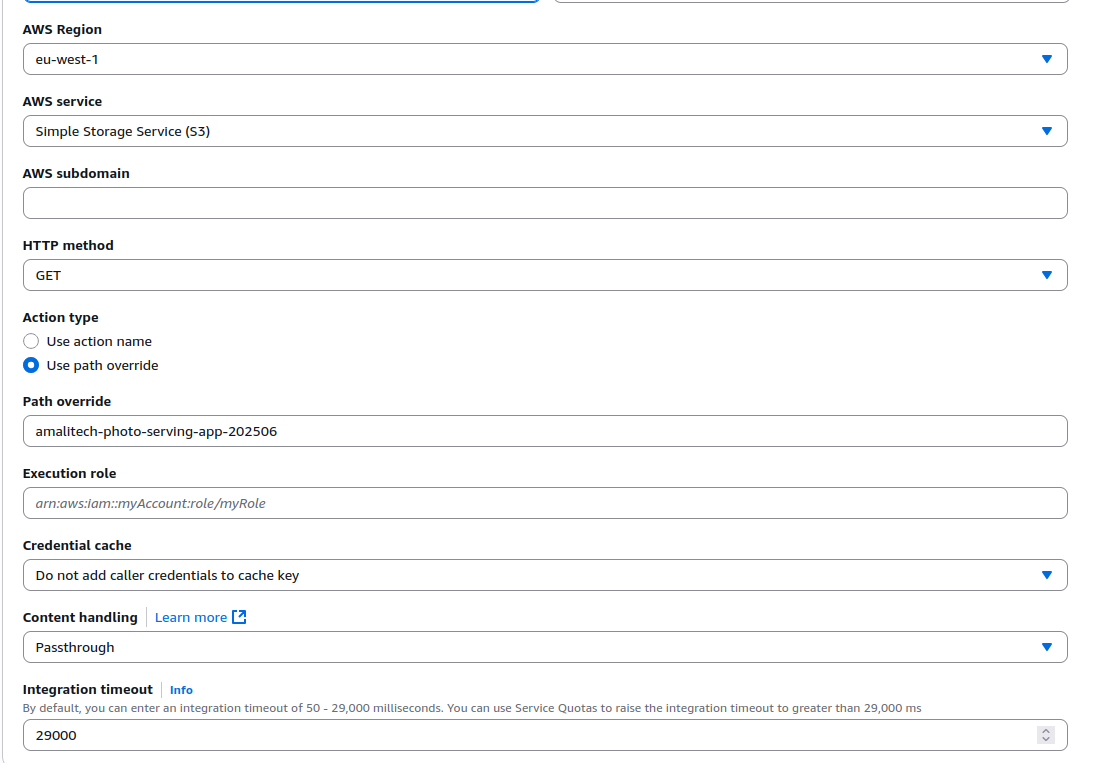 AWS Region
eu-west-1
AWS service
Simple Storage Service (S3)
AWS subdomain
HTTP method
GET
Action type
Use action name
Use path override
Path override
amalitech-photo-serving-app-202506
Execution role
arn:aws:iam::myAccount:role/myRole
Credential cache
Do not add caller credentials to cache key
Content handling Learn more
Passthrough
Integration timeout Info
By default, you can enter an integration timeout of 50 - 29,000 milliseconds. You can use Service Quotas to raise the integration timeout to greater than 29,000 ms
29000